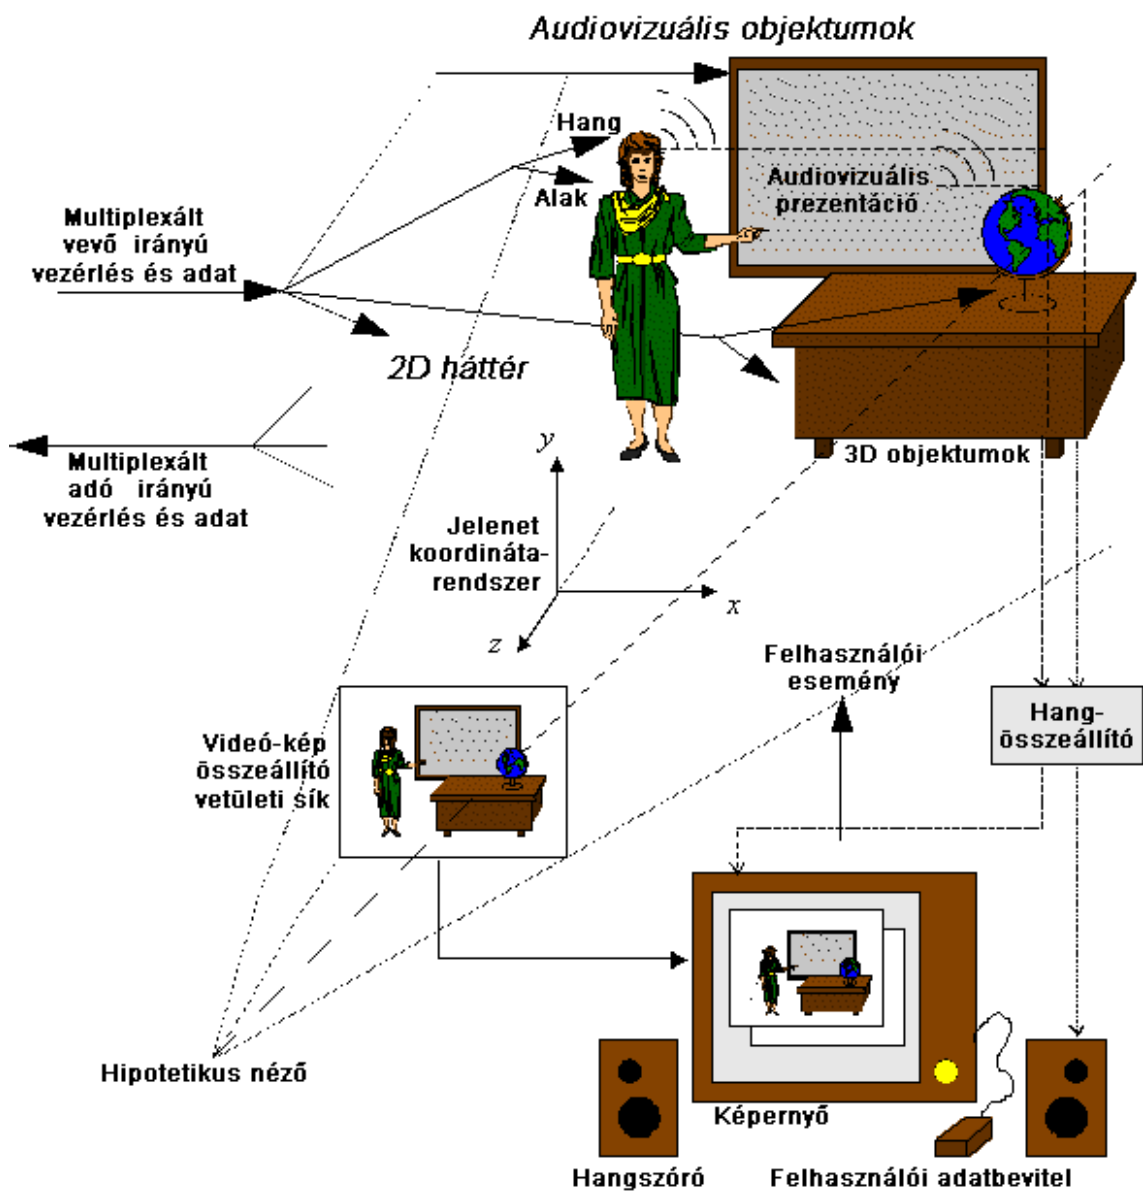 Audiovizuális objektumok
Hang
Alak
Audiovizuális
prezentáció
Multiplexált
vevő irányú
vezérlés és adat
2D háttér
3D objektumok
Multiplexált
adó irányú
vezérlés és adat
y
Jelenet
koordináta-
rendszer
x
z
Felhasználói
esemény
Hang-
összeállító
Videó-kép
összeállító
vetületi sík
Hipotetikus néző
Képernyő
Hangszóró
Felhasználói adatbevitel